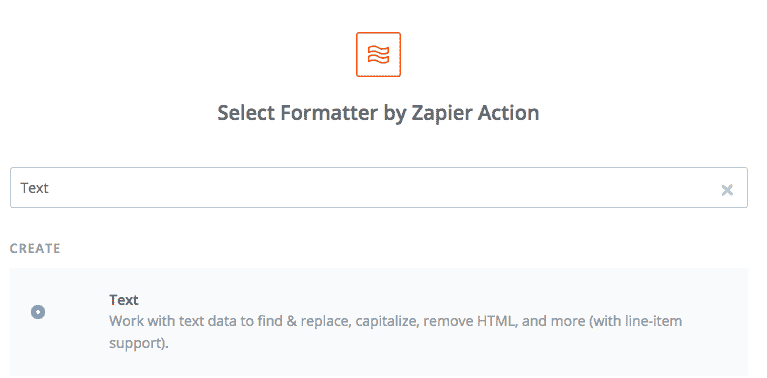 Select Formatter by Zapier Action
Text
CREATE
Text
Work with text data to find & replace, capitalize, remove HTML, and more (with line-item
support).